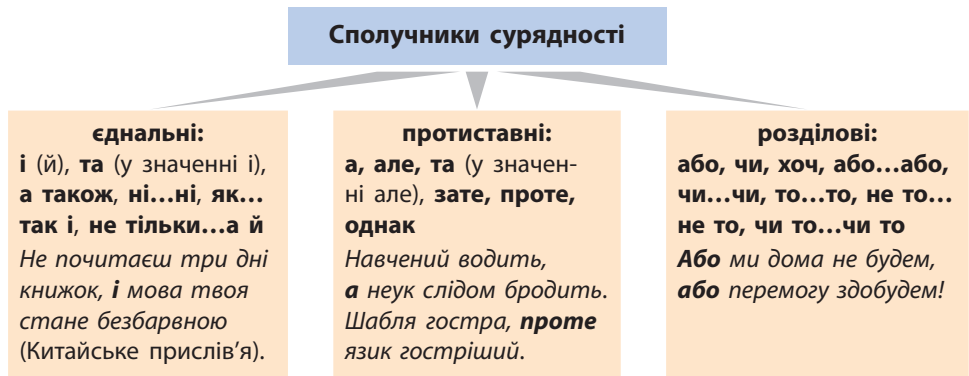 Сполучники сурядності
єднальні:
і (й), та (у значенні і),
а також, ні...ні, як...
так і, не тільки...а й
Не почитаєш три дні
книжок, і мова твоя
стане безбарвною
(Китайське прислів'я).
протиставні:
а, але, та (у значен-
ні але), зате, проте,
однак
Навчений водить,
а неук слідом бродить.
Шабля гостра, проте
язик гостріший.
розділові:
або, чи, хоч, або...або,
чи...чи, то...то, не то...
не то, чи то...чи то
Або ми дома не будем,
або перемогу здобудем!